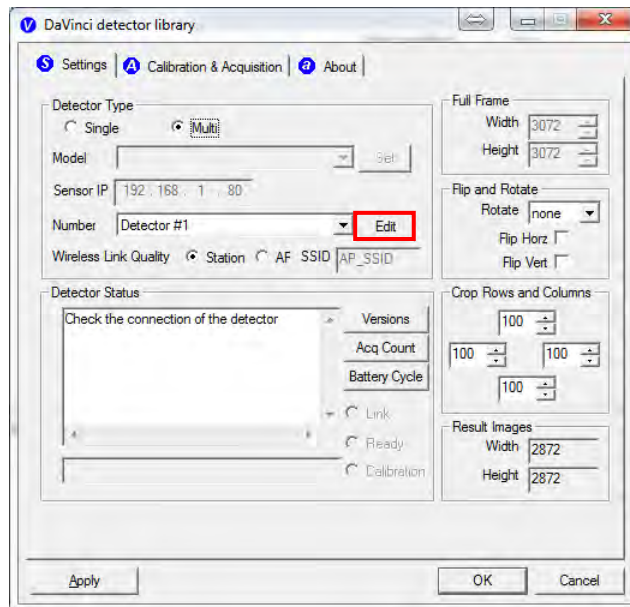 DaVinci detector library
Settings Calibration & Acquisition About
Detector Type
Single Multi
Model Set
Sensor IP 192 . 168 . 1 . 80
Number Detector #1 Edit
Wireless Link Quality Station AF SSID AP_SSID
Full Frame
Width 3072
Height 3072
Flip and Rotate
Rotate none
Flip Horz
Flip Vert
Detector Status
Check the connection of the detector
Versions
Acq Count
Battery Cycle
Link
Ready
Calibration
Crop Rows and Columns
100
100 100
100
Result Images
Width 2872
Height 2872
Apply OK Cancel